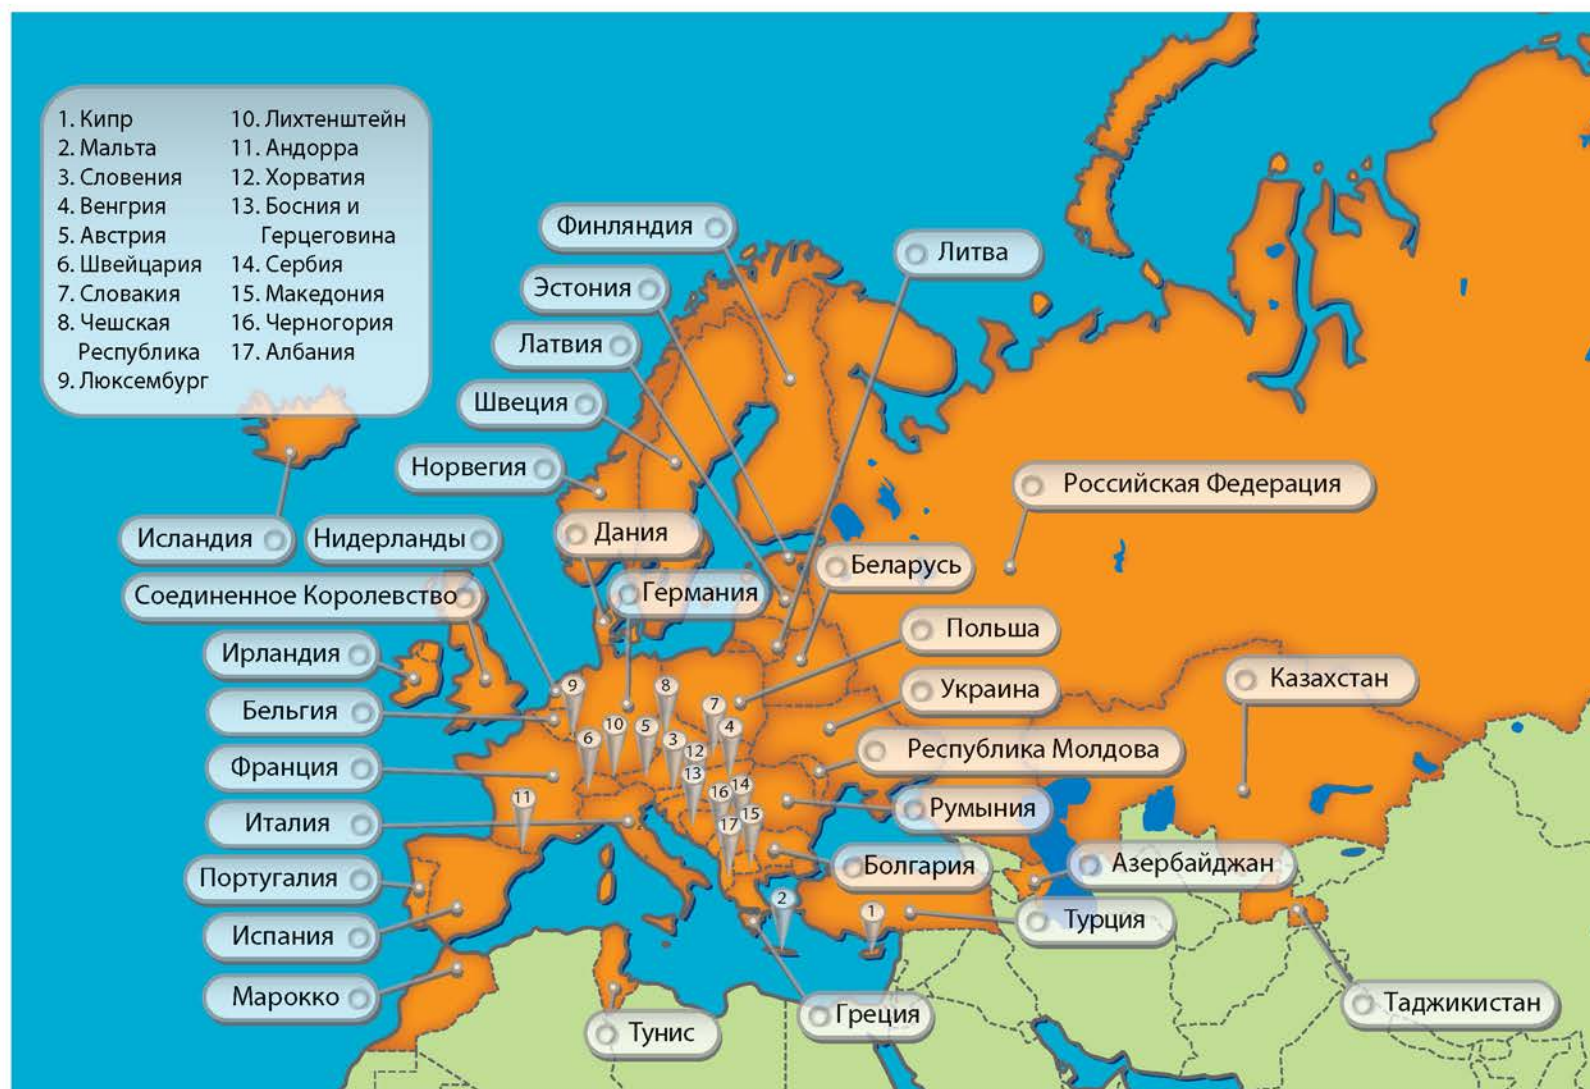 1. Кипр
2. Мальта
3. Словения
4. Венгрия
5. Австрия
6. Швейцария
7. Словакия
8. Чешская
Республика
9. Люксембург
10. Лихтенштейн
11. Андорра
12. Хорватия
13. Босния и
Герцеговина
14. Сербия
15. Македония
16. Черногория
17. Албания
Финляндия
Литва
Эстония
Латвия
Швеция
Норвегия
Российская Федерация
Исландия
Нидерланды
Дания
Беларусь
Соединенное Королевство
Германия
Польша
Ирландия
Казахстан
Украина
Бельгия
Республика Молдова
Франция
Румыния
Италия
Болгария
Азербайджан
Португалия
Турция
Испания
Марокко
Таджикистан
Греция
Тунис
9
8
7
10
5
4
6
3
12
13
14
16
11
15
17
2
1